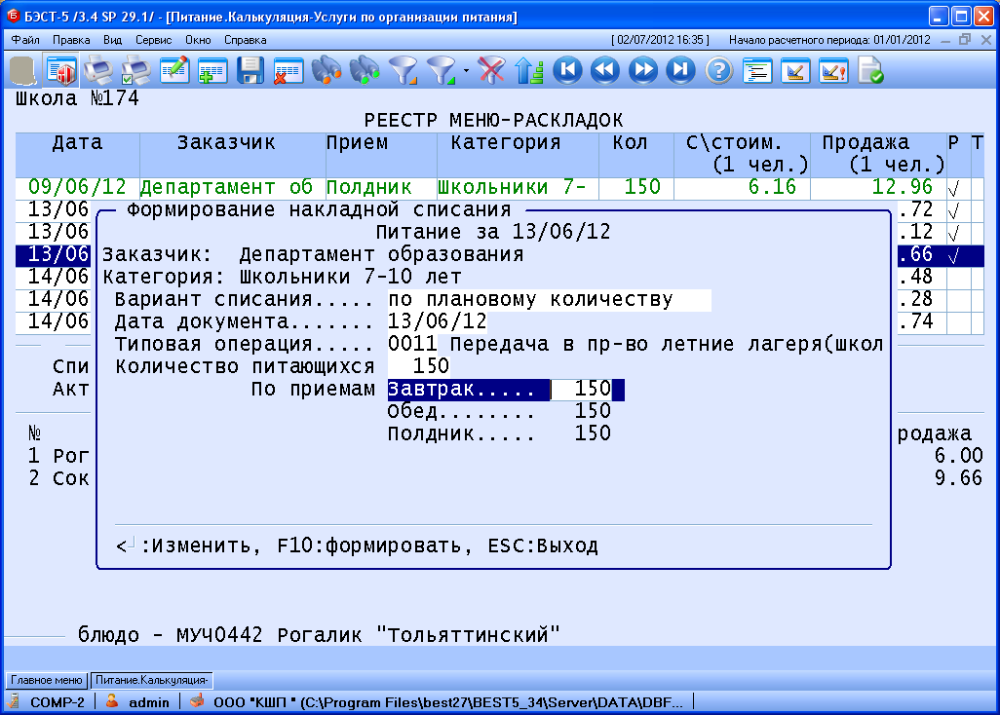 БЭСТ-5 /3.4 SP 29.1/ - [Питание.Калькуляция-Услуги по организации питания]
Файл Правка Вид Сервис Окно Справка [ 02/07/2012 16:35 ] Начало расчетного периода: 01/01/2012
Школа №174
РЕЕСТР МЕНЮ-РАСКЛАДОК
Дата Заказчик Прием Категория Кол С\стоим. Продажа Р Т
(1 чел.) (1 чел.)
09/06/12 Департамент об Полдник Школьники 7- 150 6.16 12.96 √
13/06 .72 √
13/06 .12 √
13/06 .66 √
14/06 .48
14/06 .28
14/06 .74
Формирование накладной списания
Питание за 13/06/12
Заказчик: Департамент образования
Категория: Школьники 7-10 лет
Вариант списания..... по плановому количеству
Дата документа....... 13/06/12
Типовая операция..... 0011 Передача в пр-во летние лагеря(школ
Количество питающихся 150
По приемам Завтрак..... 150
Обед........ 150
Полдник..... 150
<┘:Изменить, F10:формировать, ESC:Выход
Спи
Акт
№ родажа
1 Рог 6.00
2 Сок 9.66
блюдо - МУЧ0442 Рогалик "Тольяттинский"
Главное меню Питание.Калькуляция-
COMP-2 admin ООО "КШП " (C:\Program Files\best27\BEST5_34\Server\DATA\DBF...